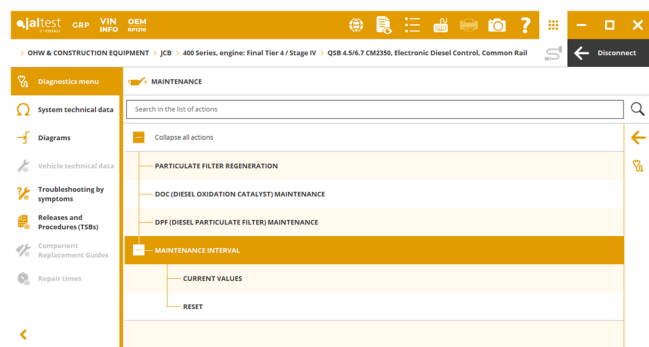 jaltest GRP VIN INFO OEM RP1210 ?
> OHW & CONSTRUCTION EQUIPMENT > JCB > 400 Series, engine: Final Tier 4 / Stage IV > QSB 4.5/6.7 CM2350, Electronic Diesel Control, Common Rail
Disconnect
Diagnostics menu
MAINTENANCE
System technical data
Search in the list of actions
Diagrams
Collapse all actions
Vehicle technical data
PARTICULATE FILTER REGENERATION
Troubleshooting by
symptoms
DOC (DIESEL OXIDATION CATALYST) MAINTENANCE
Releases and
Procedures (TSBs)
DPF (DIESEL PARTICULATE FILTER) MAINTENANCE
Component
Replacement Guides
MAINTENANCE INTERVAL
Repair times
CURRENT VALUES
RESET